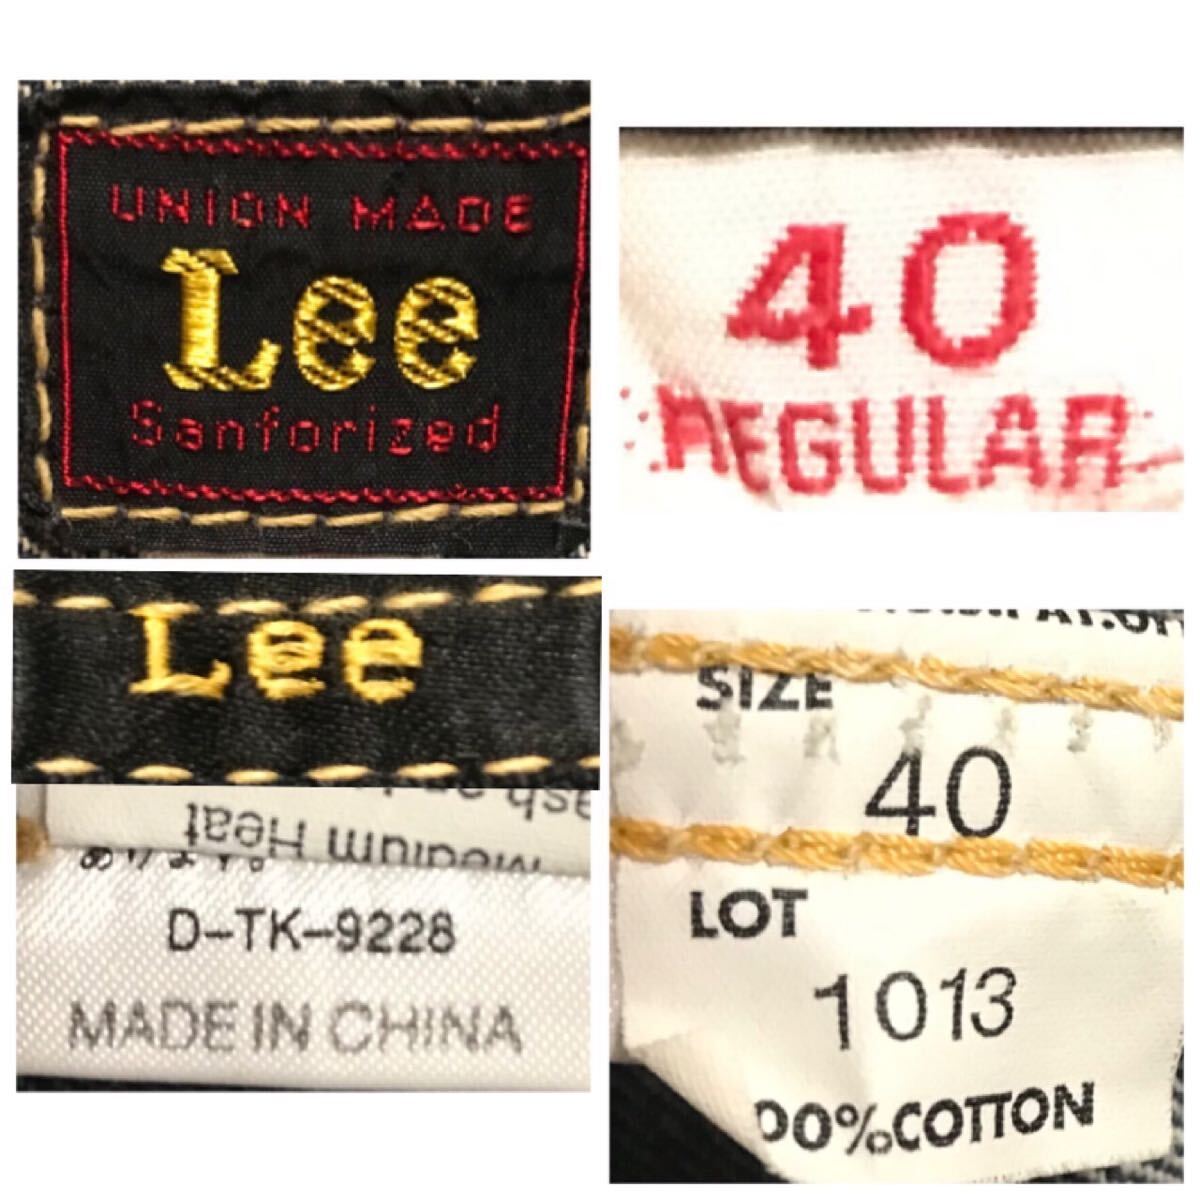 UNION MADE
Lee
Sanforized
40
REGULAR
Lee
Medium Heat
D-TK-9228
MADE IN CHINA
SIZE
40
LOT
1013
00%COTTON